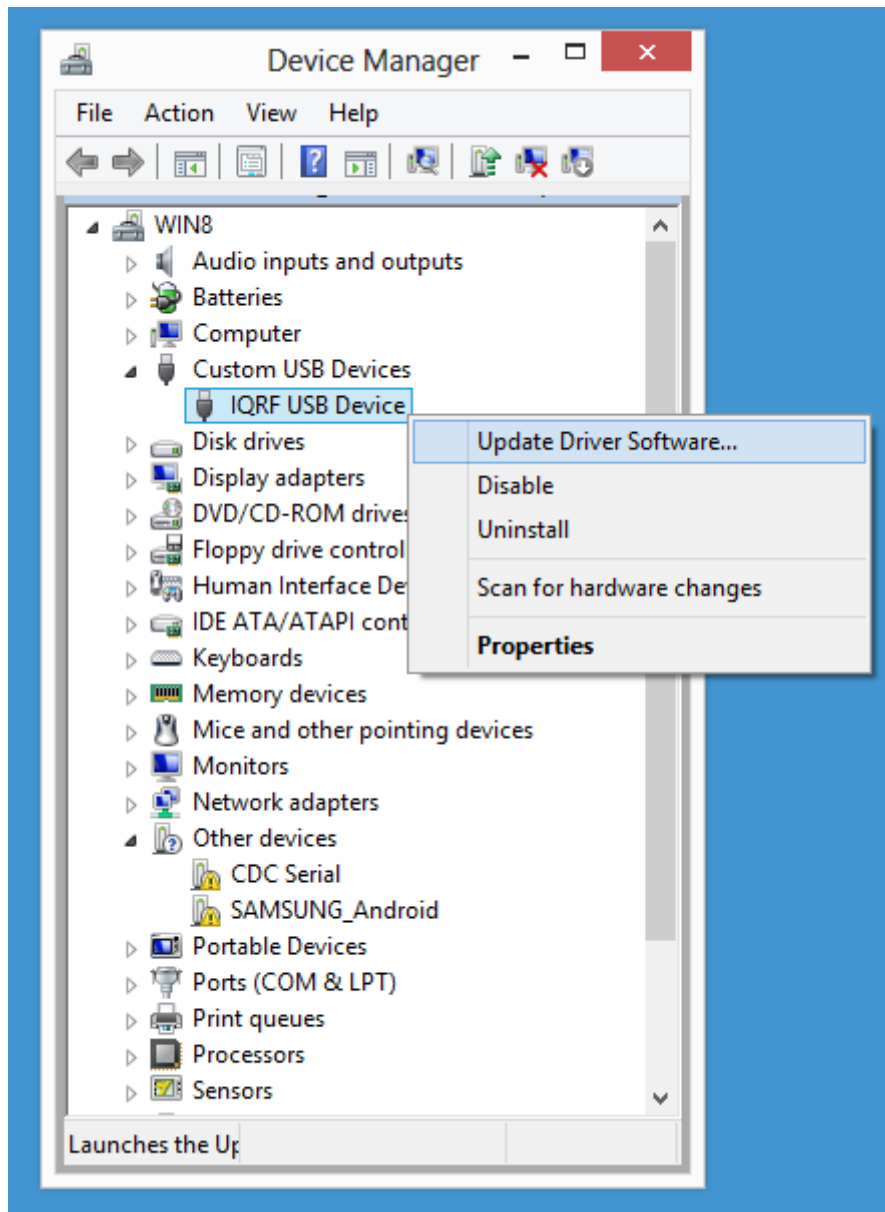 Device Manager
File Action View Help
WIN8
Audio inputs and outputs
Batteries
Computer
Custom USB Devices
IQRF USB Device
Update Driver Software...
Disk drives
Display adapters
Disable
DVD/CD-ROM drives
Uninstall
Floppy drive control
Human Interface De
Scan for hardware changes
IDE ATA/ATAPI cont
Properties
Keyboards
Memory devices
Mice and other pointing devices
Monitors
Network adapters
Other devices
CDC Serial
SAMSUNG_Android
Portable Devices
Ports (COM & LPT)
Print queues
Processors
Sensors
Launches the Up